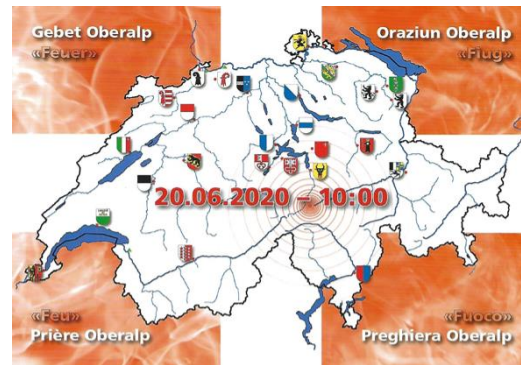 Gebet Oberalp
«Feuer»
Oraziun Oberalp
«Fiug»
20.06.2020 – 10:00
«Feu»
Prière Oberalp
«Fuoco»
Preghiera Oberalp